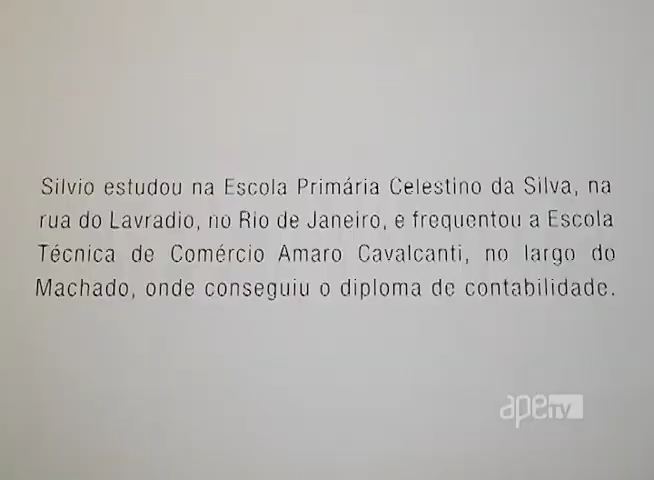 Silvio estudou na Escola Primária Celestino da Silva, na
rua do Lavradio, no Rio de Janeiro, e frequentou a Escola
Técnica de Comércio Amaro Cavalcanti, no largo do
Machado, onde conseguiu o diploma de contabilidade.
apeTV